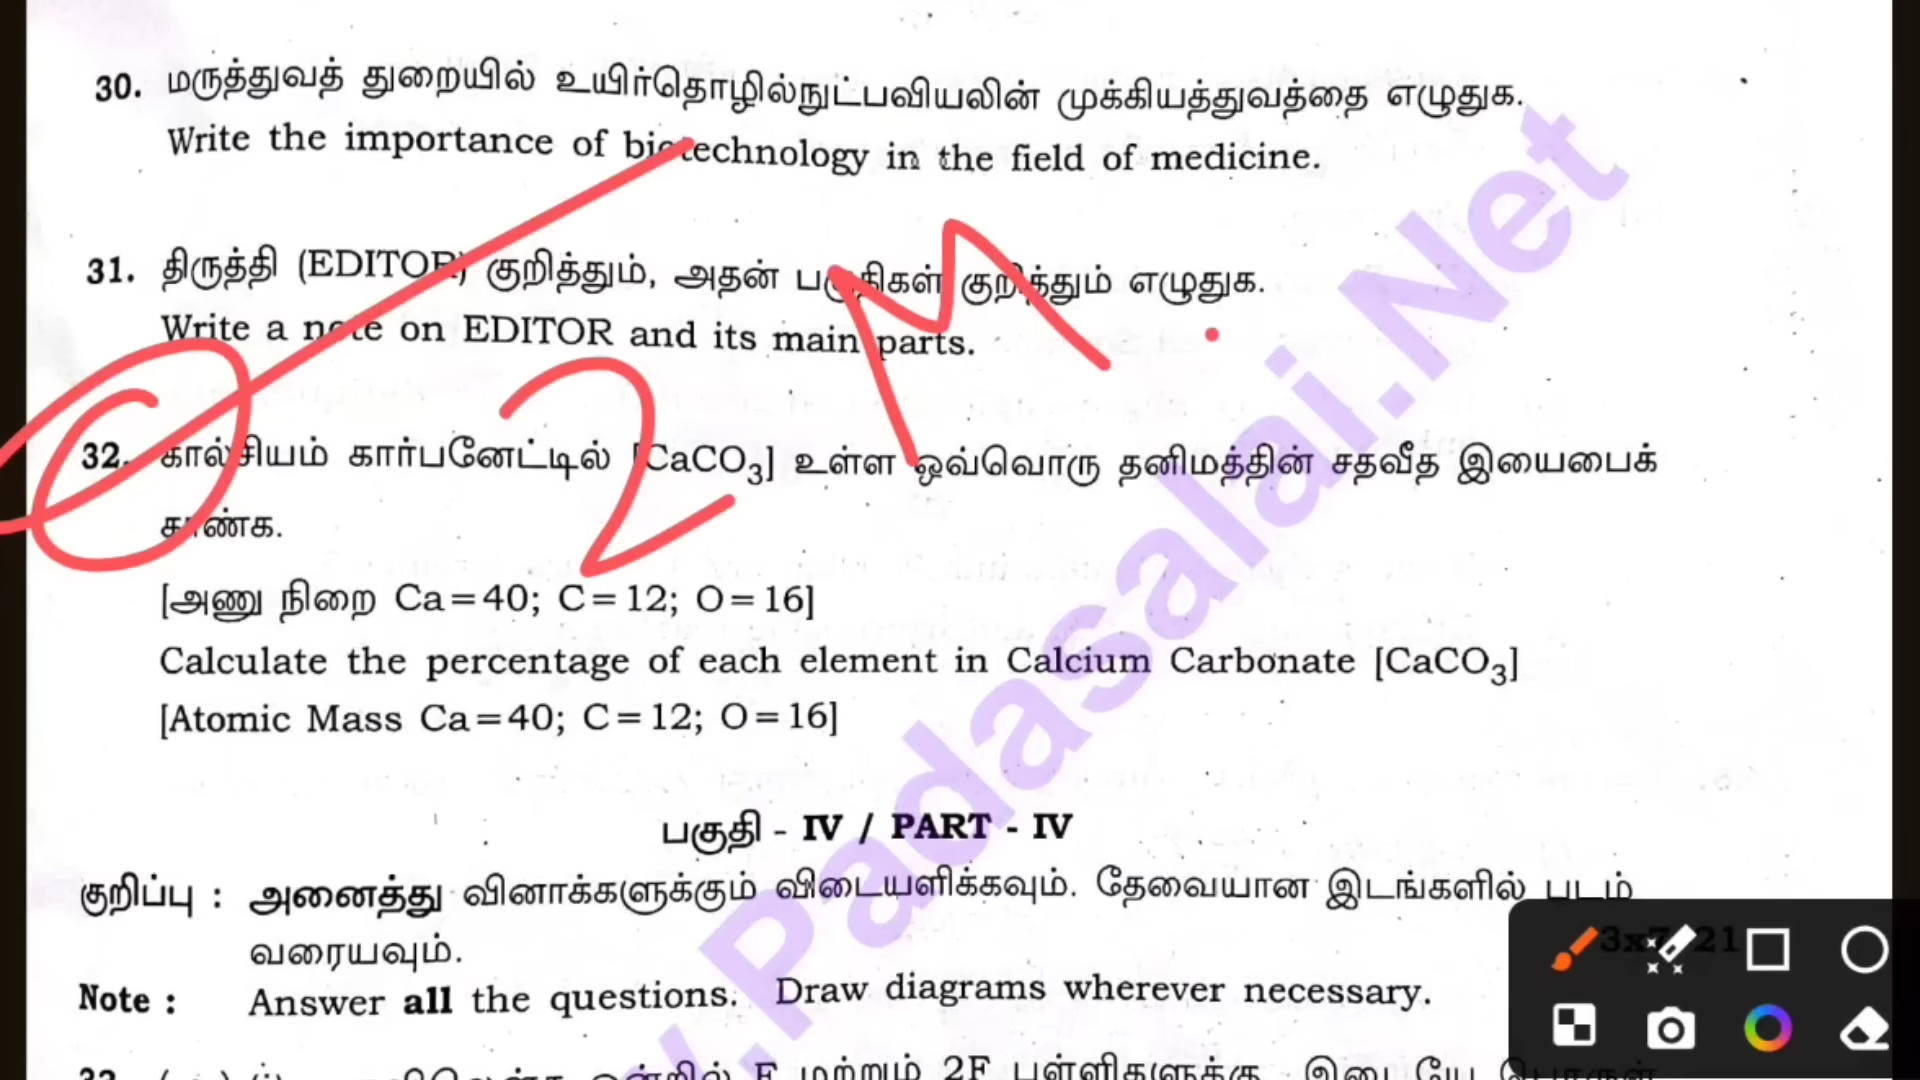 30. மருத்துவத் துறையில் உயிர்தொழில்நுட்பவியலின் முக்கியத்துவத்தை எழுதுக.
Write the importance of biotechnology in the field of medicine.
31. திருத்தி (EDITOR) குறித்தும், அதன் பகுதிகள் குறித்தும் எழுதுக.
Write a note on EDITOR and its main parts.
32. கால்சியம் கார்பனேட்டில் [CaCO₃] உள்ள ஒவ்வொரு தனிமத்தின் சதவீத இயைபைக்
காண்க.
[அணு நிறை Ca=40; C=12; O=16]
Calculate the percentage of each element in Calcium Carbonate [CaCO₃]
[Atomic Mass Ca=40; C=12; O=16]
2 M
பகுதி - IV / PART - IV
குறிப்பு : அனைத்து வினாக்களுக்கும் விடையளிக்கவும். தேவையான இடங்களில் படம்
வரையவும்.
Note : Answer all the questions. Draw diagrams wherever necessary.
.Padasalai.Net